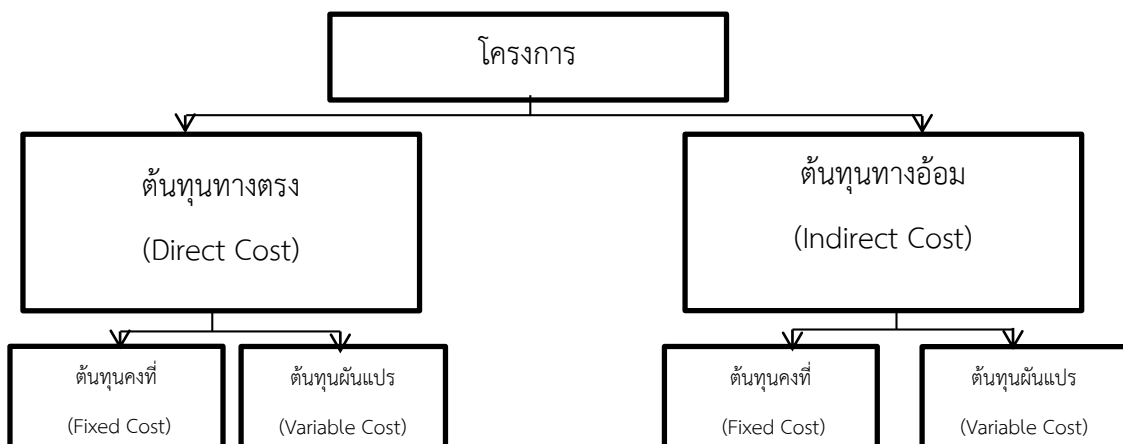 โครงการ
ต้นทุนทางตรง
(Direct Cost)
ต้นทุนทางอ้อม
(Indirect Cost)
ต้นทุนคงที่
(Fixed Cost)
ต้นทุนผันแปร
(Variable Cost)
ต้นทุนคงที่
(Fixed Cost)
ต้นทุนผันแปร
(Variable Cost)